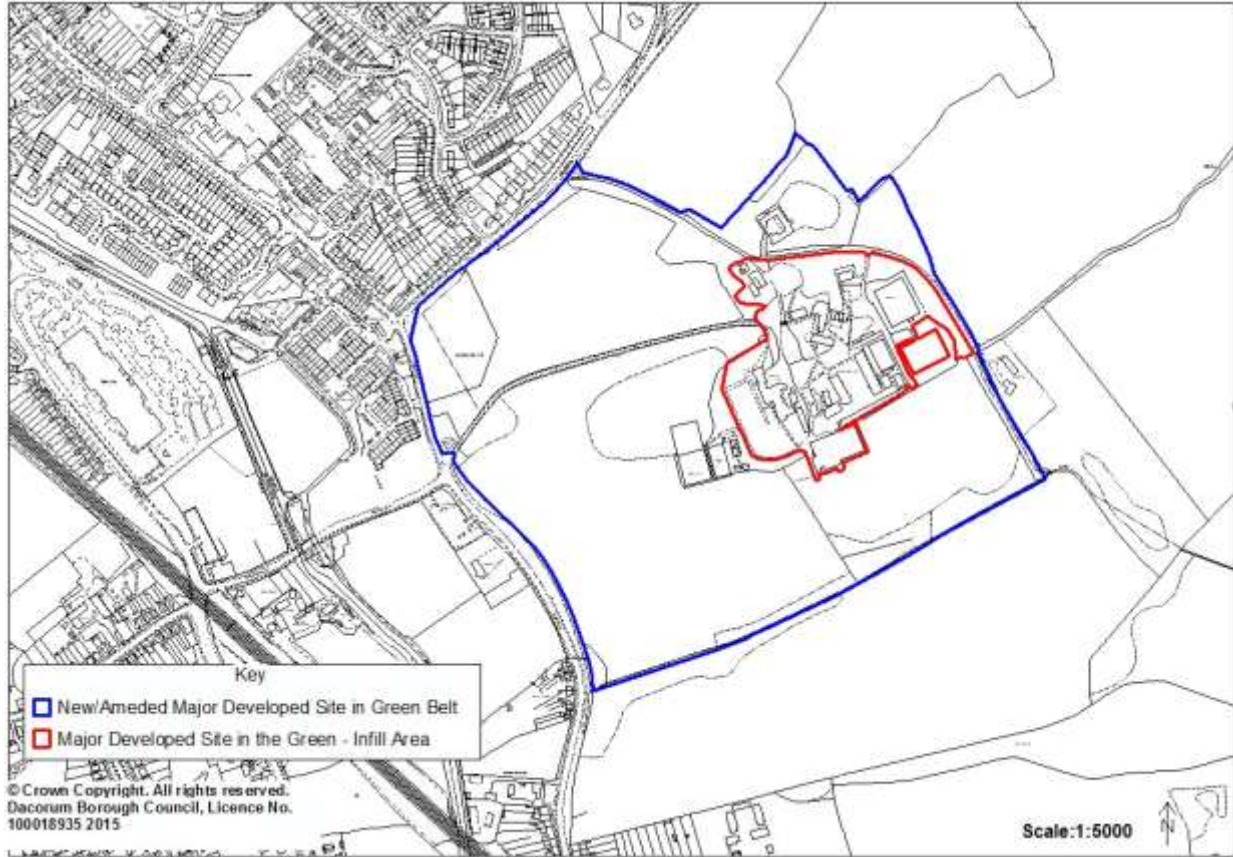 Key
New/Ameded Major Developed Site in Green Belt
Major Developed Site in the Green - Infill Area
© Crown Copyright. All rights reserved.
Dacorum Borough Council, Licence No.
100018935 2015
Scale:1:5000
N